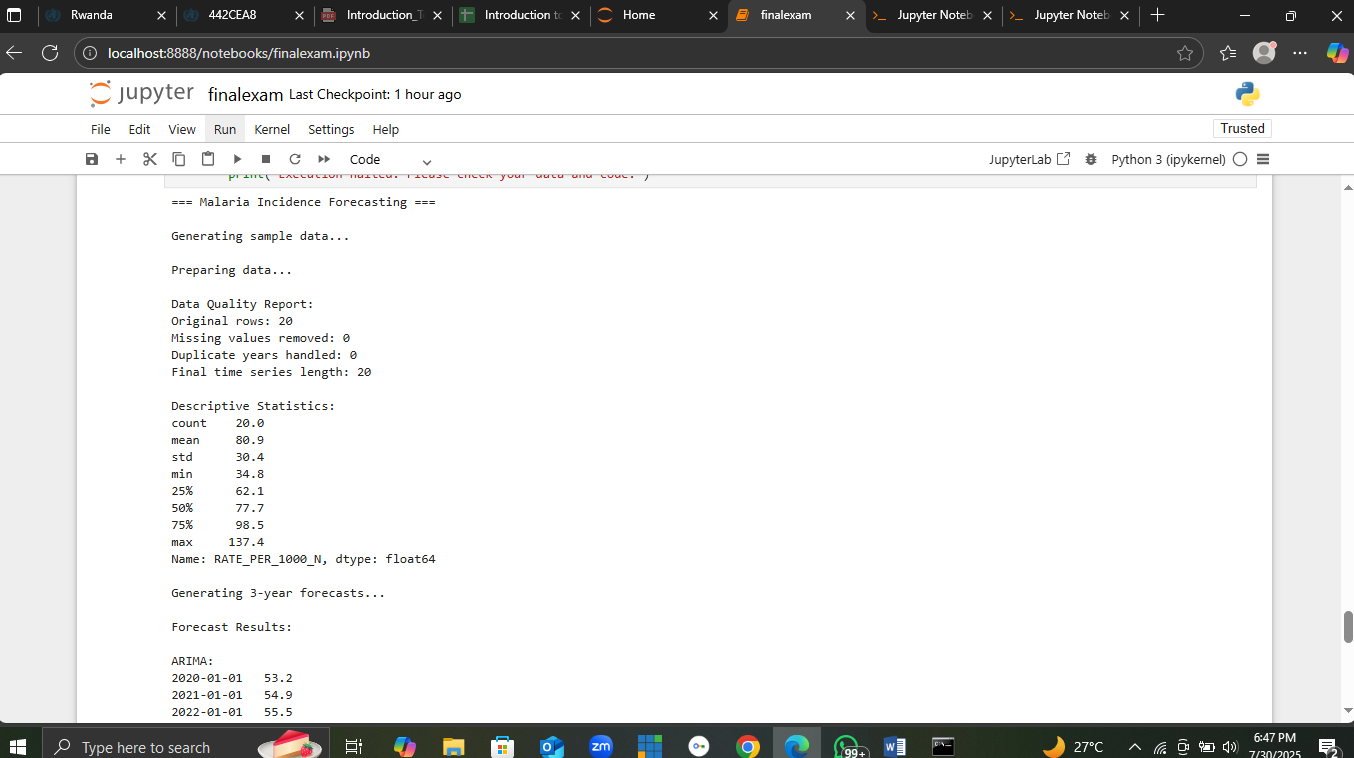 Rwanda
442CEA8
Introduction_T
Introduction to
Home
finalexam
Jupyter Noteb
Jupyter Noteb
localhost:8888/notebooks/finalexam.ipynb
jupyter finalexam Last Checkpoint: 1 hour ago
File Edit View Run Kernel Settings Help
Trusted
Code
JupyterLab
Python 3 (ipykernel)
print("Execution halted. Please check your data and code.")
=== Malaria Incidence Forecasting ===
Generating sample data...
Preparing data...
Data Quality Report:
Original rows: 20
Missing values removed: 0
Duplicate years handled: 0
Final time series length: 20
Descriptive Statistics:
count 20.0
mean 80.9
std 30.4
min 34.8
25% 62.1
50% 77.7
75% 98.5
max 137.4
Name: RATE_PER_1000_N, dtype: float64
Generating 3-year forecasts...
Forecast Results:
ARIMA:
2020-01-01 53.2
2021-01-01 54.9
2022-01-01 55.5
Type here to search
zm
99+
27°C
6:47 PM
7/30/2025
2